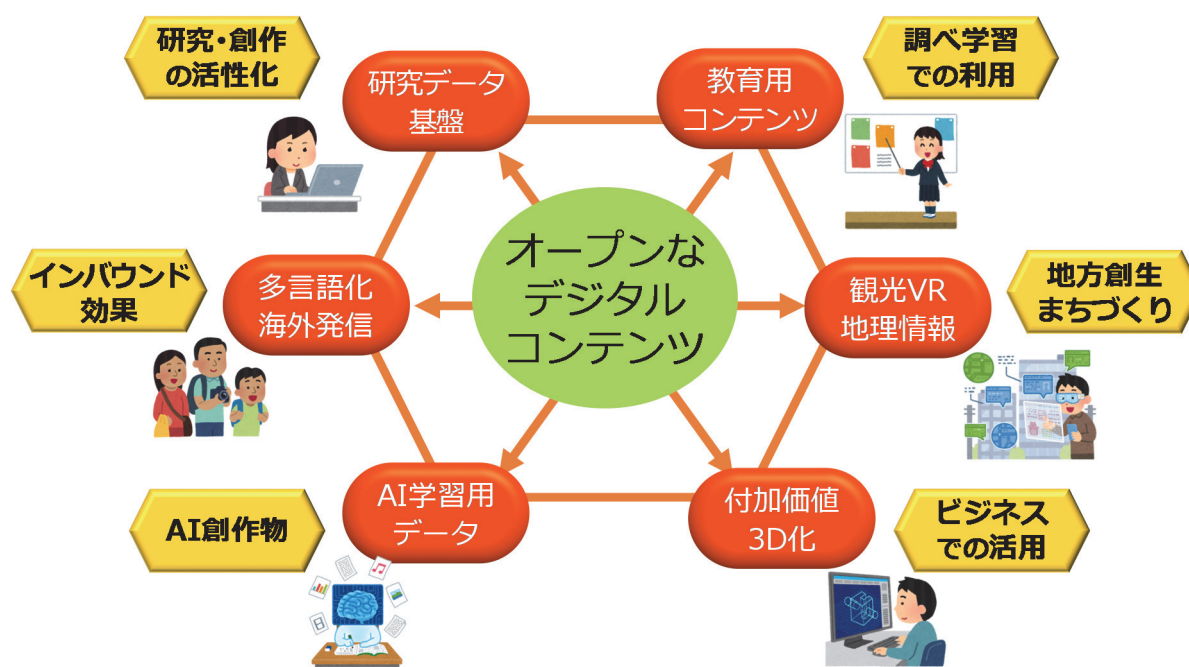 研究・創作
の活性化
研究データ
基盤
教育用
コンテンツ
調べ学習
での利用
インバウンド
効果
多言語化
海外発信
オープンな
デジタル
コンテンツ
観光VR
地理情報
地方創生
まちづくり
AI創作物
AI学習用
データ
付加価値
3D化
ビジネス
での活用